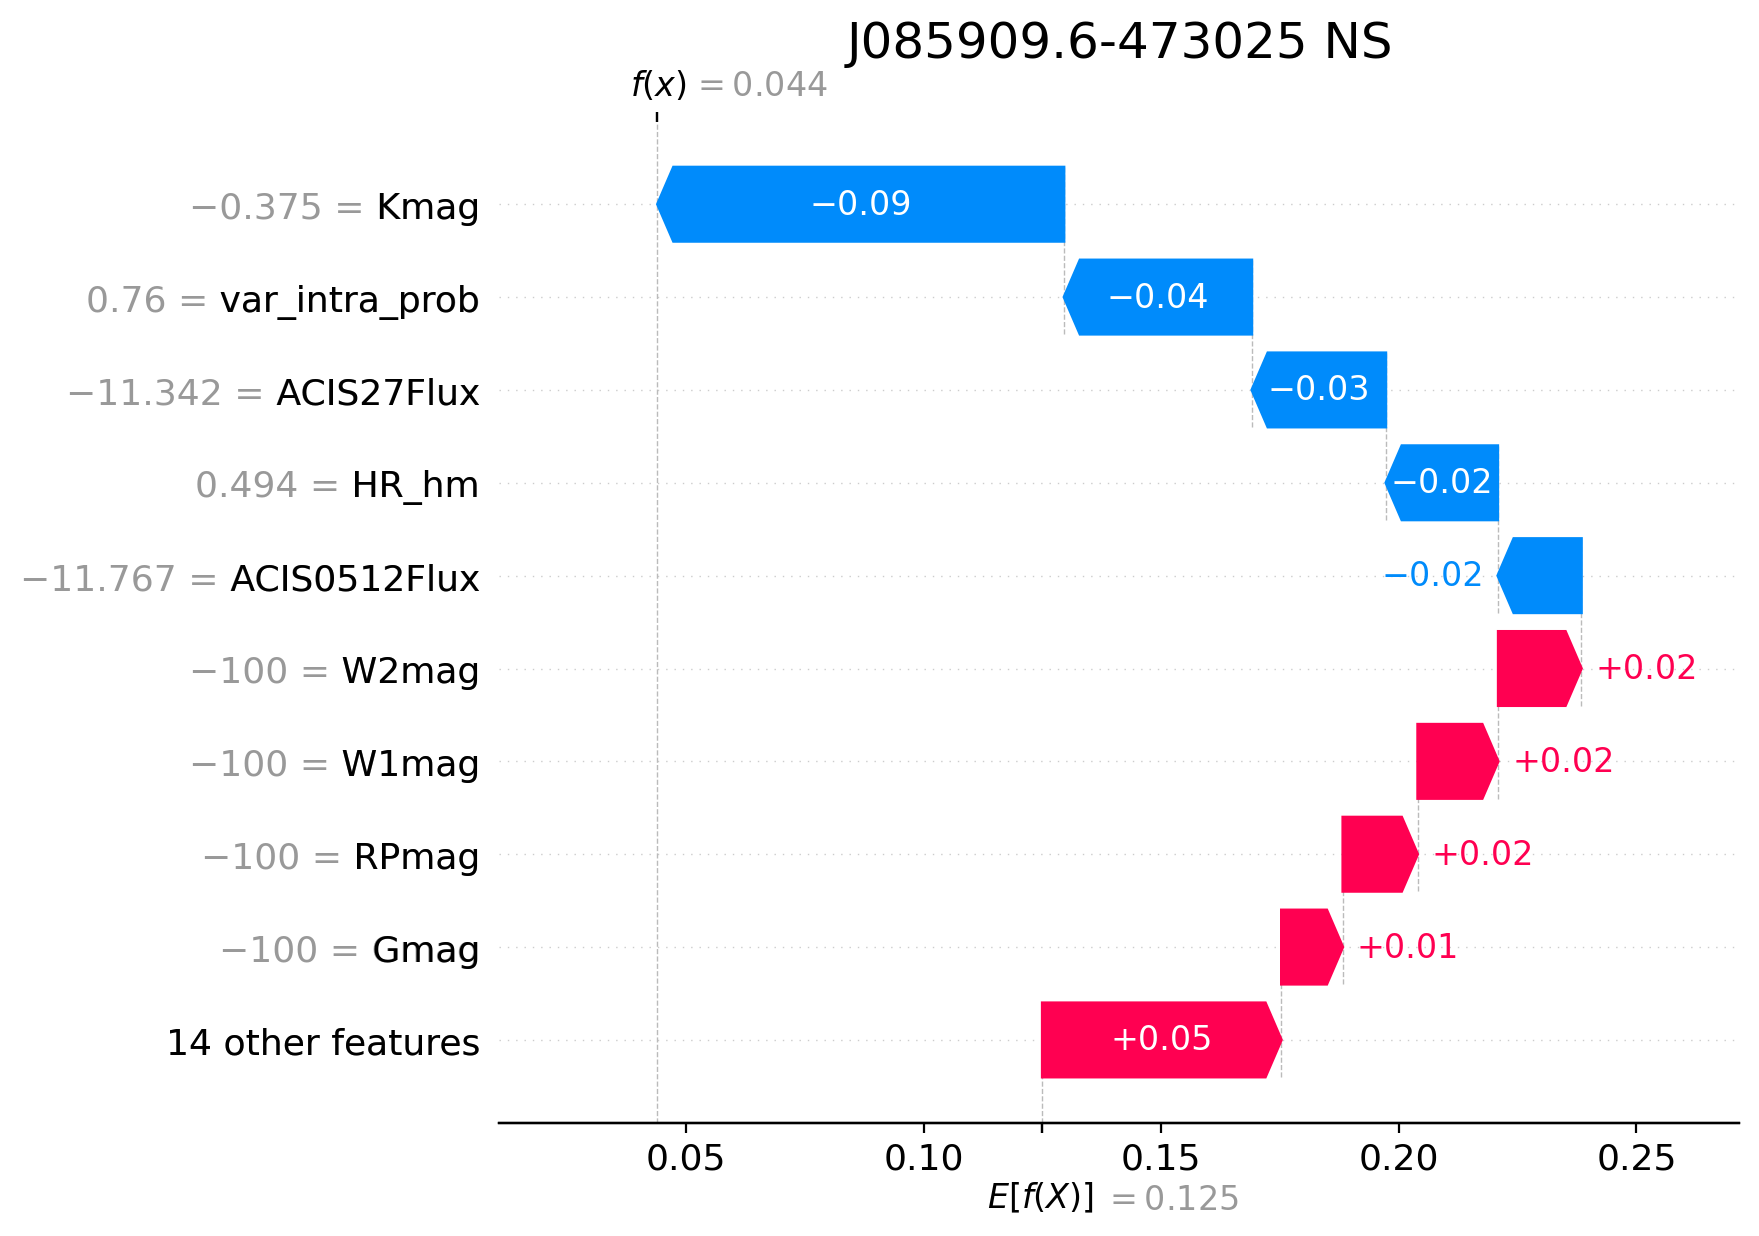 J085909.6-473025 NS
f(x) = 0.044
−0.375 = Kmag
−0.09
0.76 = var_intra_prob
−0.04
−11.342 = ACIS27Flux
−0.03
0.494 = HR_hm
−0.02
−11.767 = ACIS0512Flux
−0.02
−100 = W2mag
+0.02
−100 = W1mag
+0.02
−100 = RPmag
+0.02
−100 = Gmag
+0.01
14 other features
+0.05
0.05 0.10 0.15 0.20 0.25
E[f(X)] = 0.125